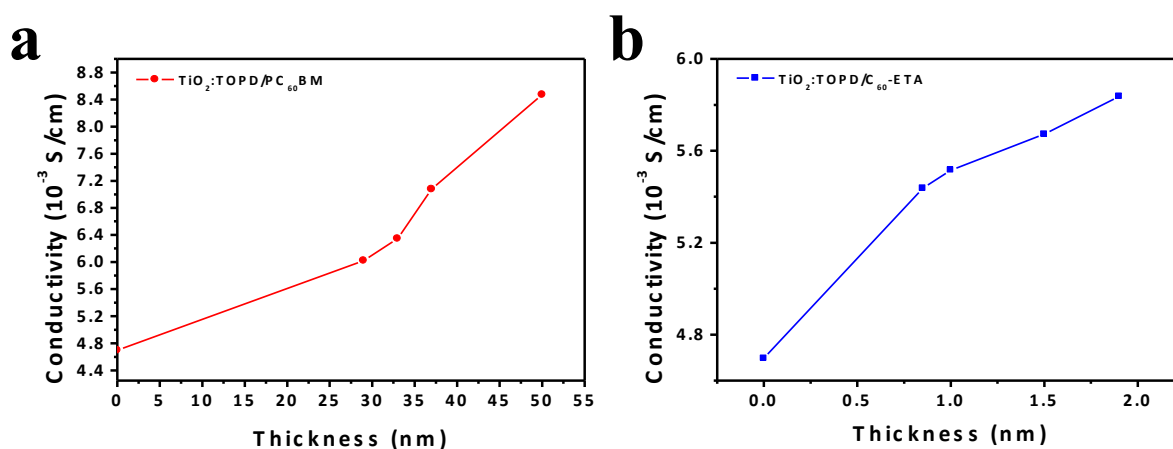 a
TiO₂:TOPD/PC₆₀BM
8.8
8.4
8.0
7.6
7.2
6.8
6.4
6.0
5.6
5.2
4.8
4.4
Conductivity (10⁻³ S/cm)
0 5 10 15 20 25 30 35 40 45 50 55
Thickness (nm)
b
TiO₂:TOPD/C₆₀-ETA
6.0
5.6
5.2
4.8
Conductivity (10⁻³ S/cm)
0.0 0.5 1.0 1.5 2.0
Thickness (nm)